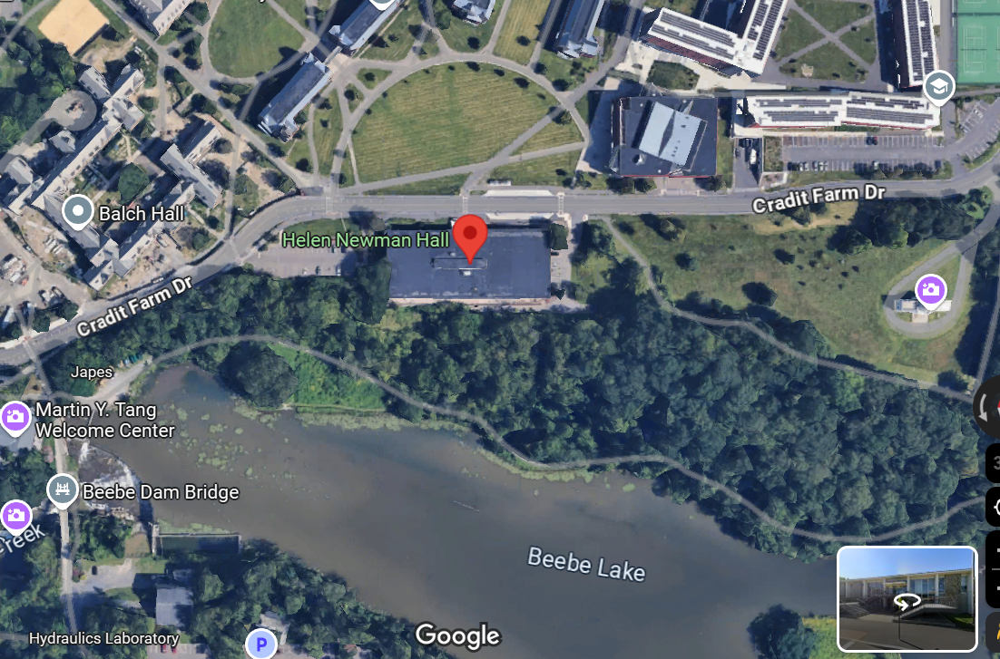 Cradit Farm Dr
Balch Hall
Helen Newman Hall
Cradit Farm Dr
Japes
Martin Y. Tang
Welcome Center
Beebe Dam Bridge
Creek
Beebe Lake
Hydraulics Laboratory
P
Google